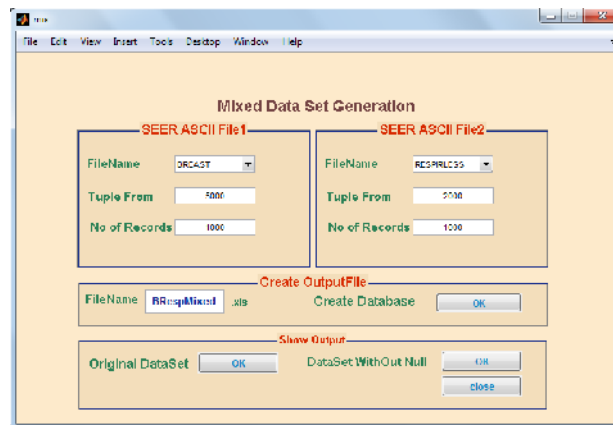 mix
File Edit View Insert Tools Desktop Window Help
Mixed Data Set Generation
SEER ASCII File1
FileName BREAST
Tuple From 5000
No of Records 1000
SEER ASCII File2
FileName RESPIRLCGS
Tuple From 2000
No of Records 1000
Create OutputFile
FileName BRespMixed .xls
Create Database OK
Show Output
Original DataSet OK
DataSet WithOut Null OK
close